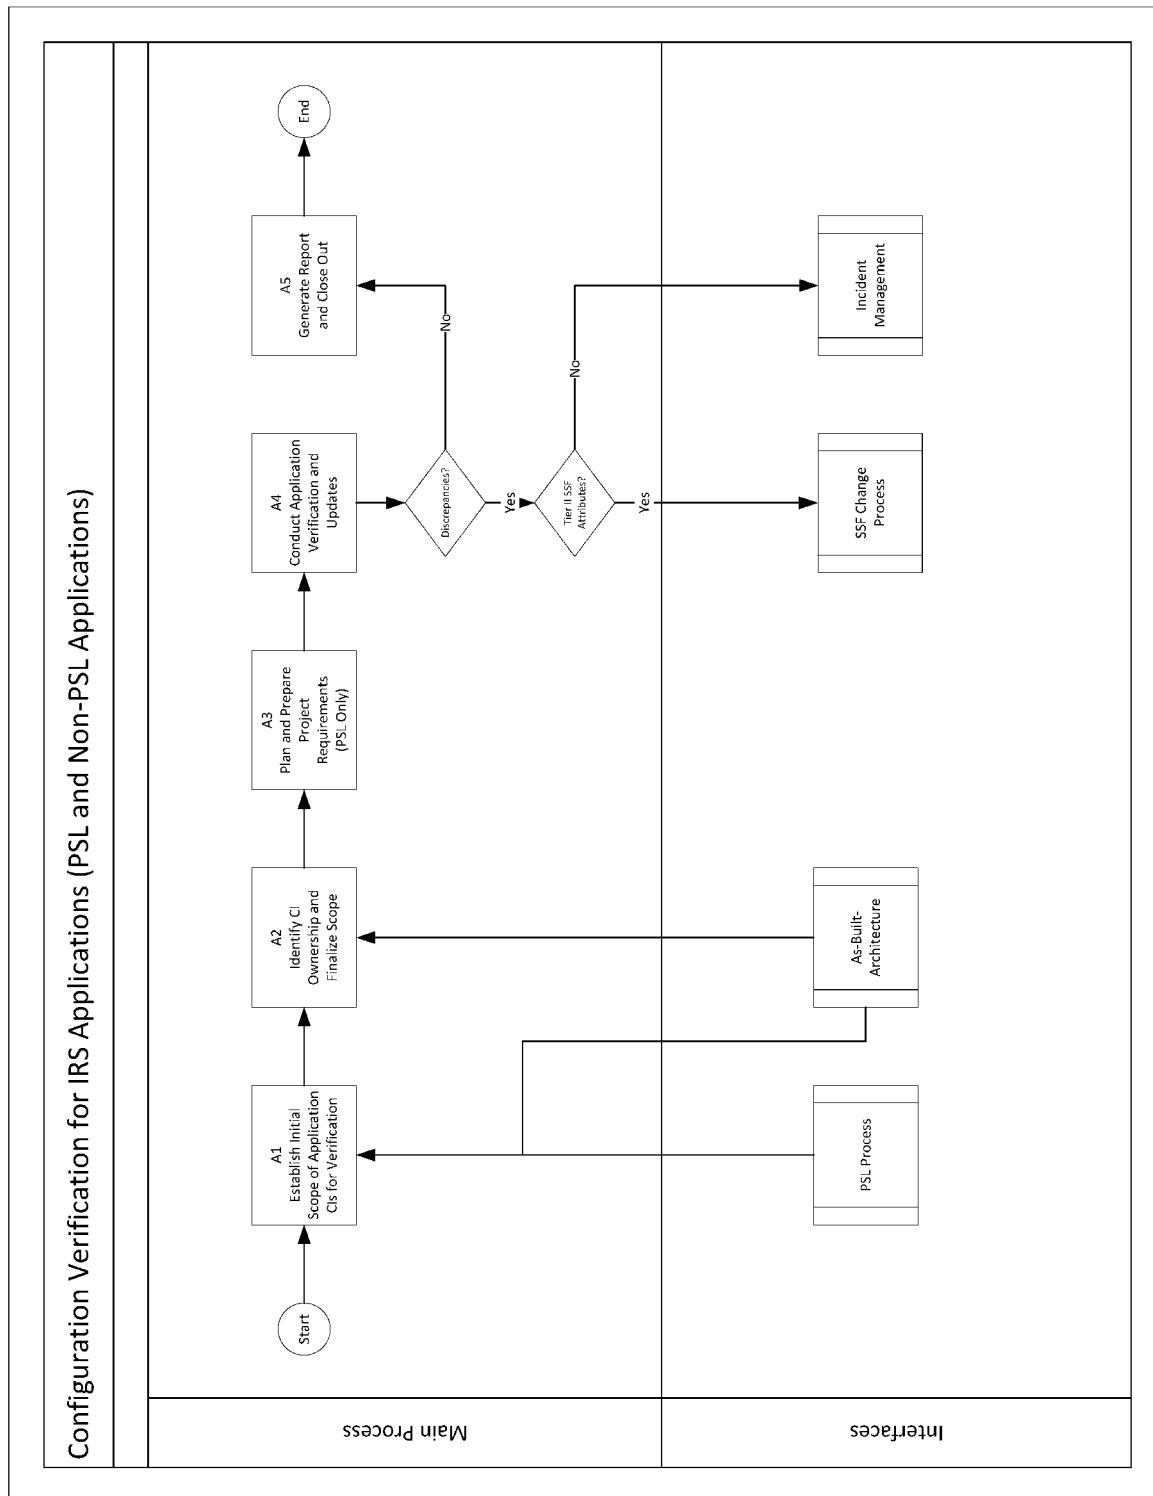 Configuration Verification for IRS Applications (PSL and Non-PSL Applications)
Main Process
Start
A1
Establish Initial
Scope of Application
CIs for Verification
A2
Identify CI
Ownership and
Finalize Scope
A3
Plan and Prepare
Project
Requirements
(PSL Only)
A4
Conduct Application
Verification and
Updates
A5
Generate Report
and Close Out
End
Discrepancies?
No
Yes
Tier II SSF
Attributes?
No
Yes
Interfaces
PSL Process
As-Built-
Architecture
SSF Change
Process
Incident
Management